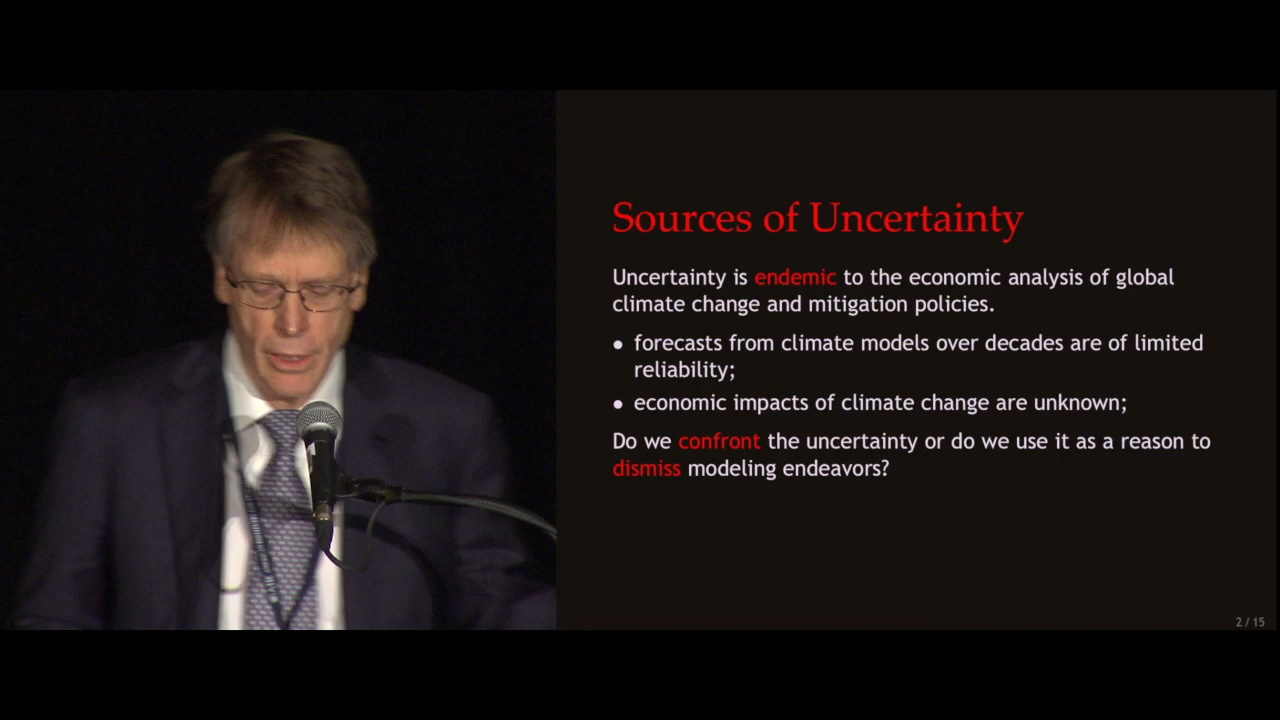 Sources of Uncertainty
Uncertainty is endemic to the economic analysis of global
climate change and mitigation policies.
• forecasts from climate models over decades are of limited
reliability;
• economic impacts of climate change are unknown;
Do we confront the uncertainty or do we use it as a reason to
dismiss modeling endeavors?
2 / 15